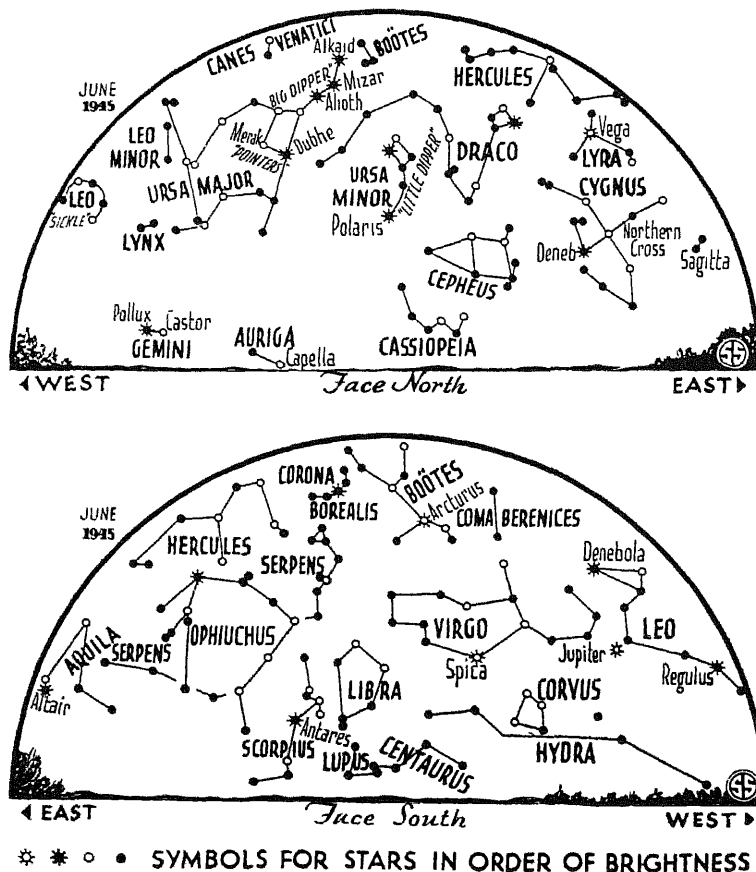 CANES VENATICI
Alkaid
BOÖTES
HERCULES
JUNE
1945
"BIG DIPPER"
Mizar
Alioth
LEO
MINOR
Merak
"POINTERS"
Dubhe
URSA MAJOR
URSA
MINOR
"LITTLE DIPPER"
Polaris
DRACO
Vega
LYRA
CYGNUS
LEO
"SICKLE"
LYNX
Deneb
Northern
Cross
Sagitta
CEPHEUS
Pollux
Castor
GEMINI
AURIGA
Capella
CASSIOPEIA
WEST
Face North
EAST
CORONA
BOREALIS
BOÖTES
Arcturus
COMA BERENICES
JUNE
1945
HERCULES
SERPENS
Denebola
AQUILA
SERPENS
OPHIUCHUS
VIRGO
Spica
Jupiter
LEO
Regulus
Altair
LIBRA
CORVUS
Antares
SCORPIUS
LUPUS
CENTAURUS
HYDRA
EAST
Face South
WEST
SYMBOLS FOR STARS IN ORDER OF BRIGHTNESS